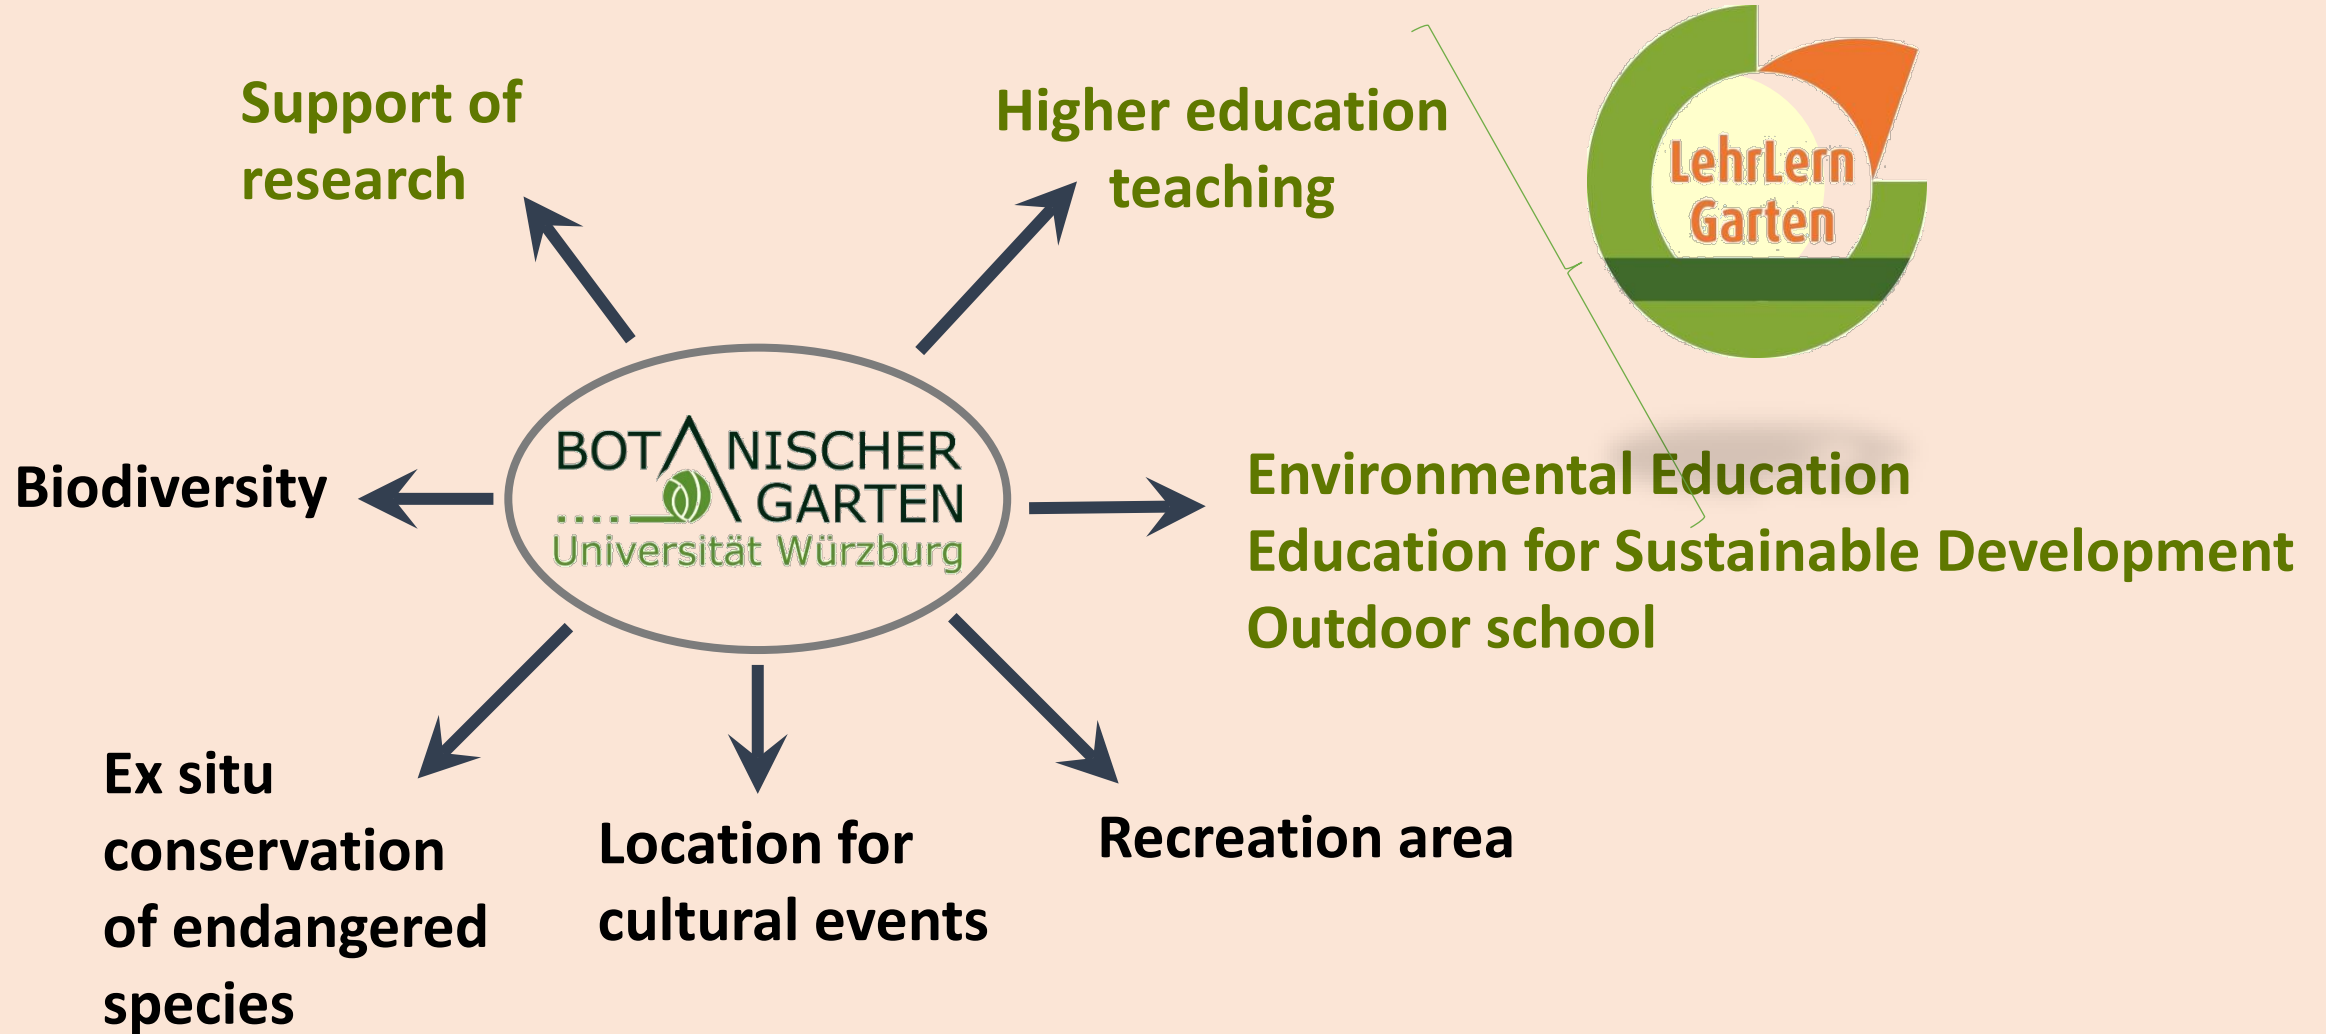 Support of
research
Higher education
teaching
LehrLern
Garten
Biodiversity
BOTANISCHER
GARTEN
Universität Würzburg
Environmental Education
Education for Sustainable Development
Outdoor school
Ex situ
conservation
of endangered
species
Location for
cultural events
Recreation area